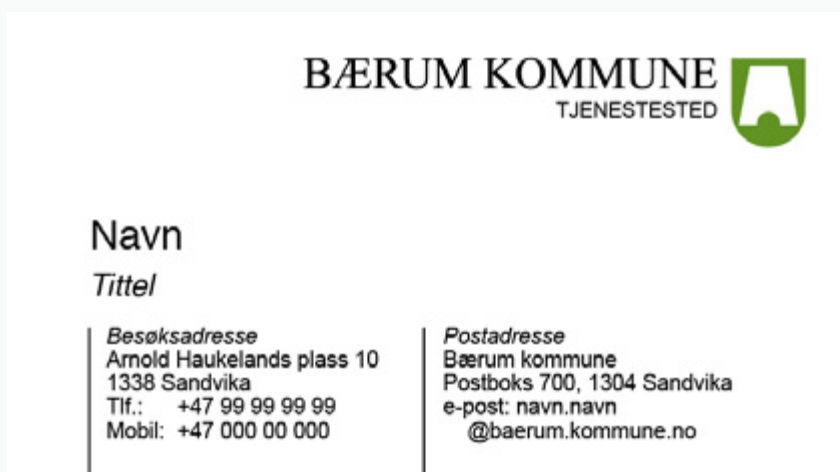 BÆRUM KOMMUNE
TJENESTESTED
Navn
Tittel
Besøksadresse
Arnold Haukelands plass 10
1338 Sandvika
Tlf.: +47 99 99 99 99
Mobil: +47 000 00 000
Postadresse
Bærum kommune
Postboks 700, 1304 Sandvika
e-post: navn.navn
@baerum.kommune.no